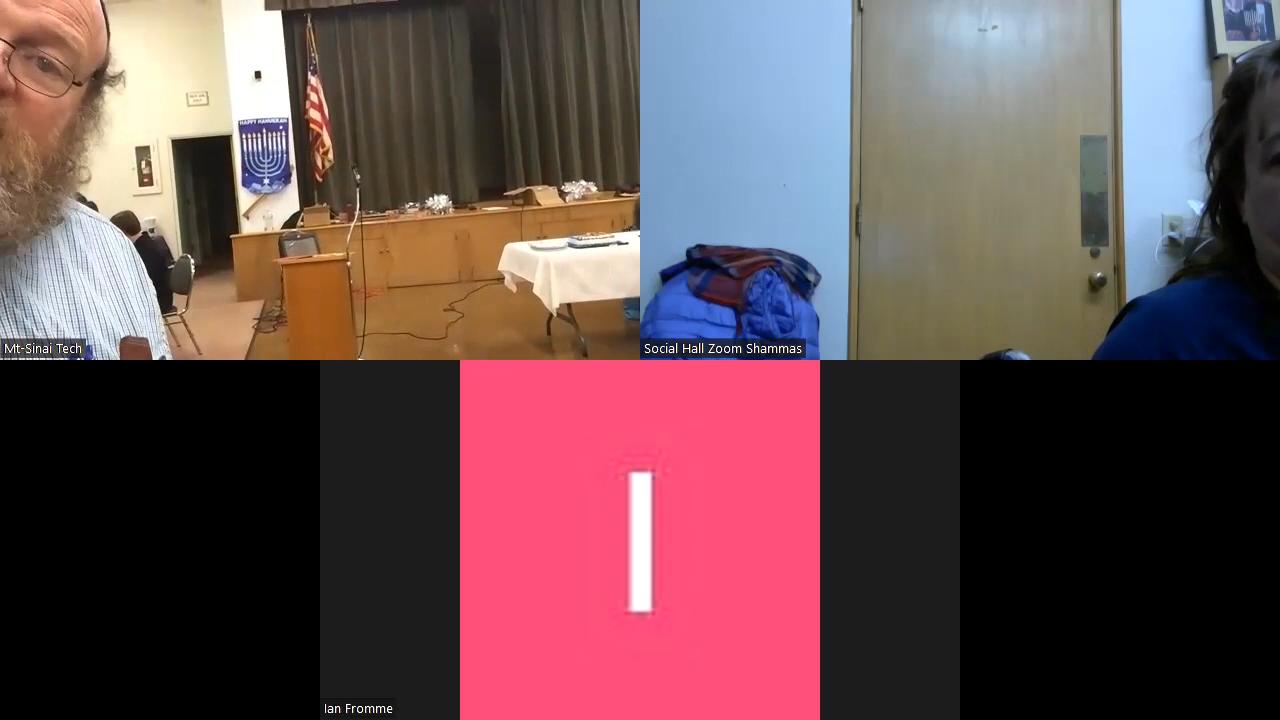 HAPPY HANUKKAH
Mt-Sinai Tech
Social Hall Zoom Shammas
I
Ian Fromme